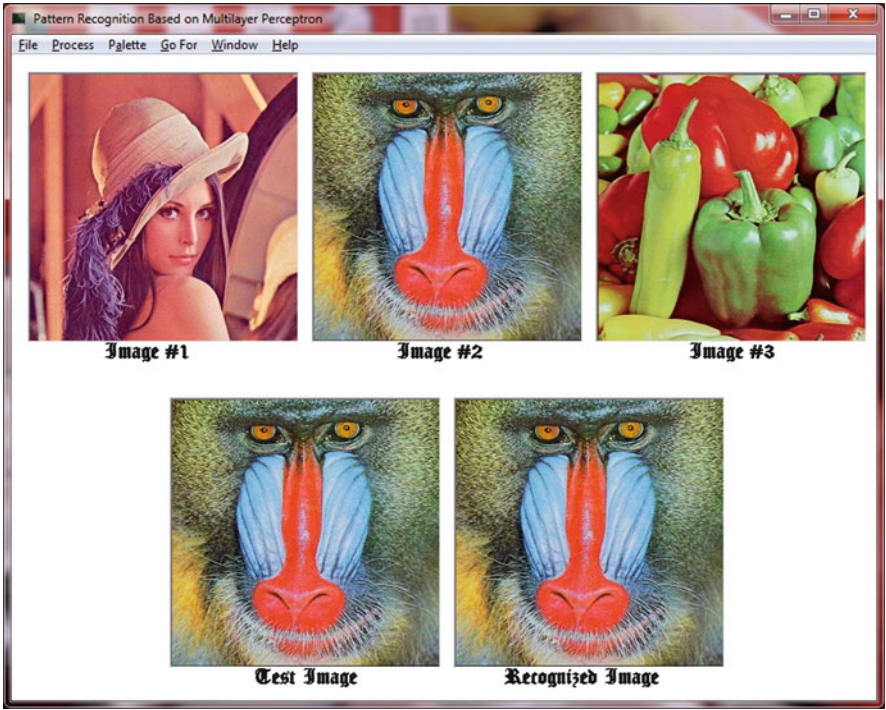 Pattern Recognition Based on Multilayer Perceptron
File Process Palette Go For Window Help
Image #1 Image #2 Image #3
Test Image Recognized Image